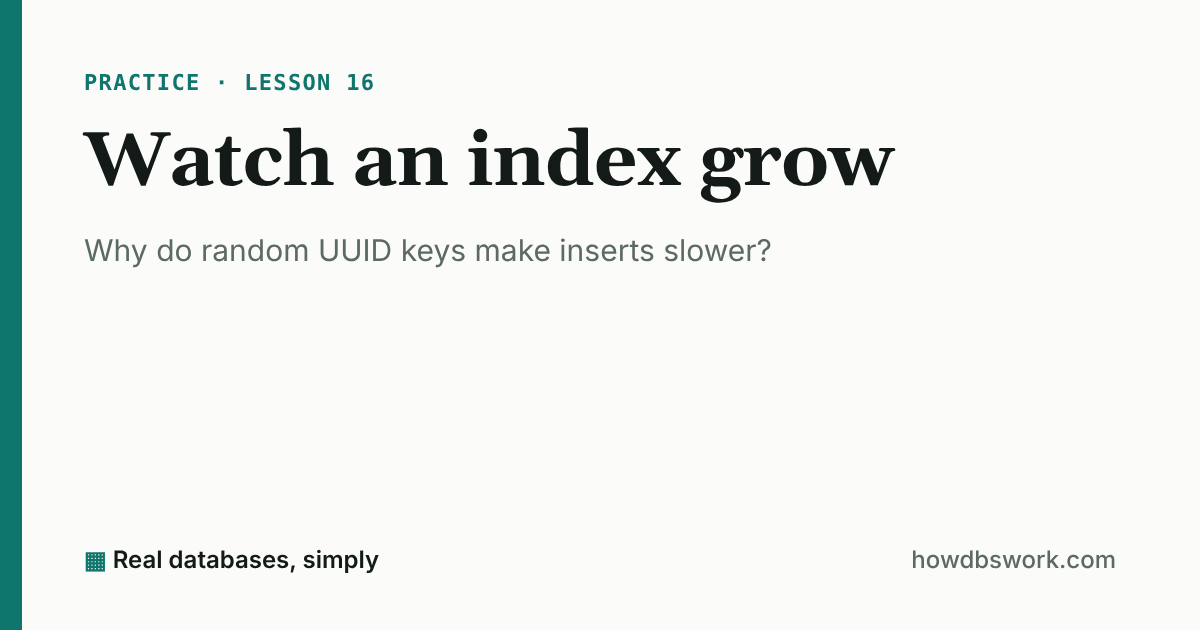 PRACTICE · LESSON 16
Watch an index grow
Why do random UUID keys make inserts slower?
▦ Real databases, simply
howdbswork.com